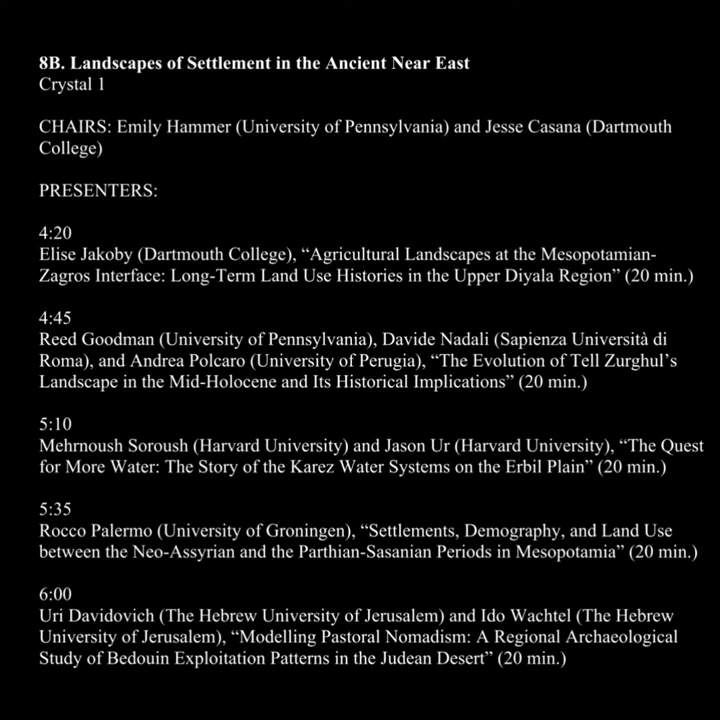 8B. Landscapes of Settlement in the Ancient Near East
Crystal 1
CHAIRS: Emily Hammer (University of Pennsylvania) and Jesse Casana (Dartmouth
College)
PRESENTERS:
4:20
Elise Jakoby (Dartmouth College), “Agricultural Landscapes at the Mesopotamian-
Zagros Interface: Long-Term Land Use Histories in the Upper Diyala Region” (20 min.)
4:45
Reed Goodman (University of Pennsylvania), Davide Nadali (Sapienza Università di
Roma), and Andrea Polcaro (University of Perugia), “The Evolution of Tell Zurghul’s
Landscape in the Mid-Holocene and Its Historical Implications” (20 min.)
5:10
Mehrnoush Soroush (Harvard University) and Jason Ur (Harvard University), “The Quest
for More Water: The Story of the Karez Water Systems on the Erbil Plain” (20 min.)
5:35
Rocco Palermo (University of Groningen), “Settlements, Demography, and Land Use
between the Neo-Assyrian and the Parthian-Sasanian Periods in Mesopotamia” (20 min.)
6:00
Uri Davidovich (The Hebrew University of Jerusalem) and Ido Wachtel (The Hebrew
University of Jerusalem), “Modelling Pastoral Nomadism: A Regional Archaeological
Study of Bedouin Exploitation Patterns in the Judean Desert” (20 min.)